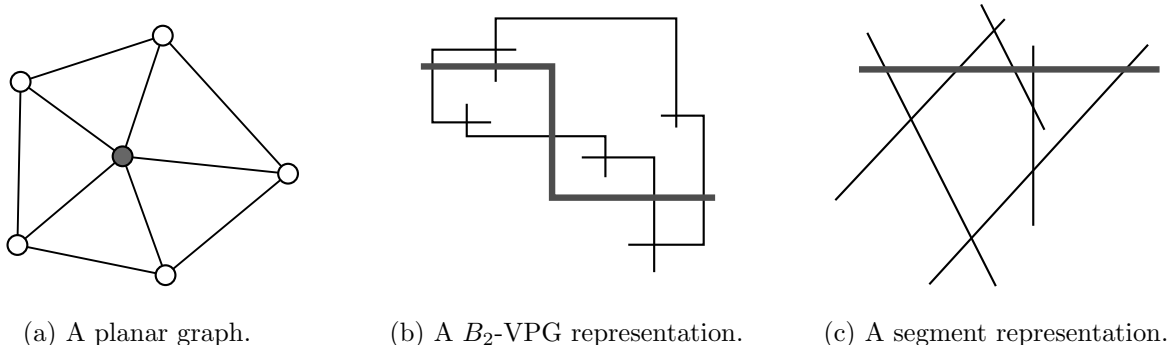 (a) A planar graph.
(b) A B₂-VPG representation.
(c) A segment representation.